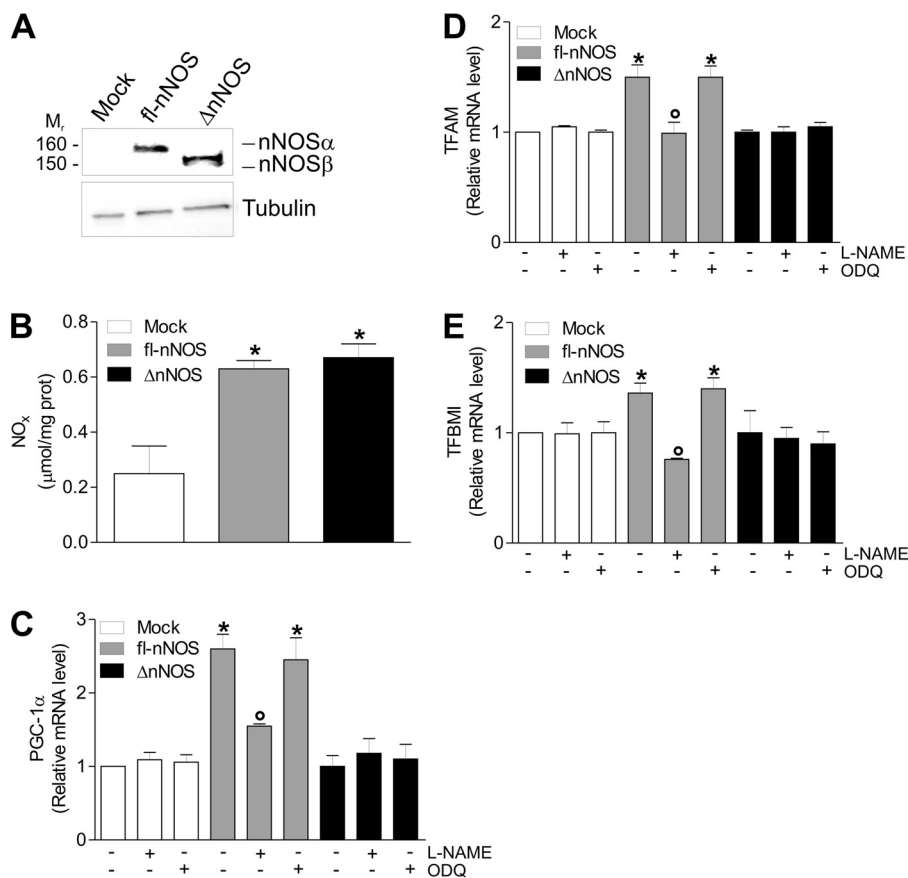 A
Mock
fl-nNOS
ΔnNOS
Mr
160 -
150 -
–nNOSα
–nNOSβ
Tubulin
B
Mock
fl-nNOS
ΔnNOS
NOx
(μmol/mg prot)
0.8
0.6
0.4
0.2
0.0
* *
C
Mock
fl-nNOS
ΔnNOS
PGC-1α
(Relative mRNA level)
3
2
1
0
* o *
- + - - + - - + - L-NAME
- - + - - + - - + ODQ
D
Mock
fl-nNOS
ΔnNOS
TFAM
(Relative mRNA level)
2
1
0
* o *
- + - - + - - + - L-NAME
- - + - - + - - + ODQ
E
Mock
fl-nNOS
ΔnNOS
TFBMI
(Relative mRNA level)
2
1
0
* o *
- + - - + - - + - L-NAME
- - + - - + - - + ODQ